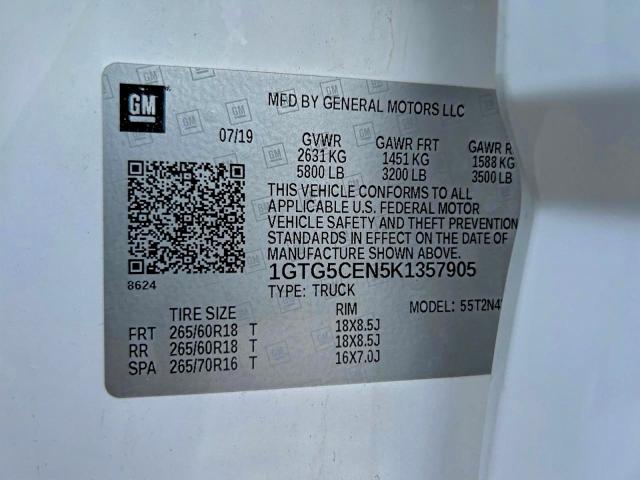 GM
MFD BY GENERAL MOTORS LLC
07/19 GVWR GAWR FRT GAWR R
2631 KG 1451 KG 1588 KG
5800 LB 3200 LB 3500 LB
THIS VEHICLE CONFORMS TO ALL
APPLICABLE U.S. FEDERAL MOTOR
VEHICLE SAFETY AND THEFT PREVENTION
STANDARDS IN EFFECT ON THE DATE OF
MANUFACTURE SHOWN ABOVE.
8624
1GTG5CEN5K1357905
TYPE: TRUCK MODEL: 55T2N4
TIRE SIZE RIM
FRT 265/60R18 T 18X8.5J
RR 265/60R18 T 18X8.5J
SPA 265/70R16 T 16X7.0J